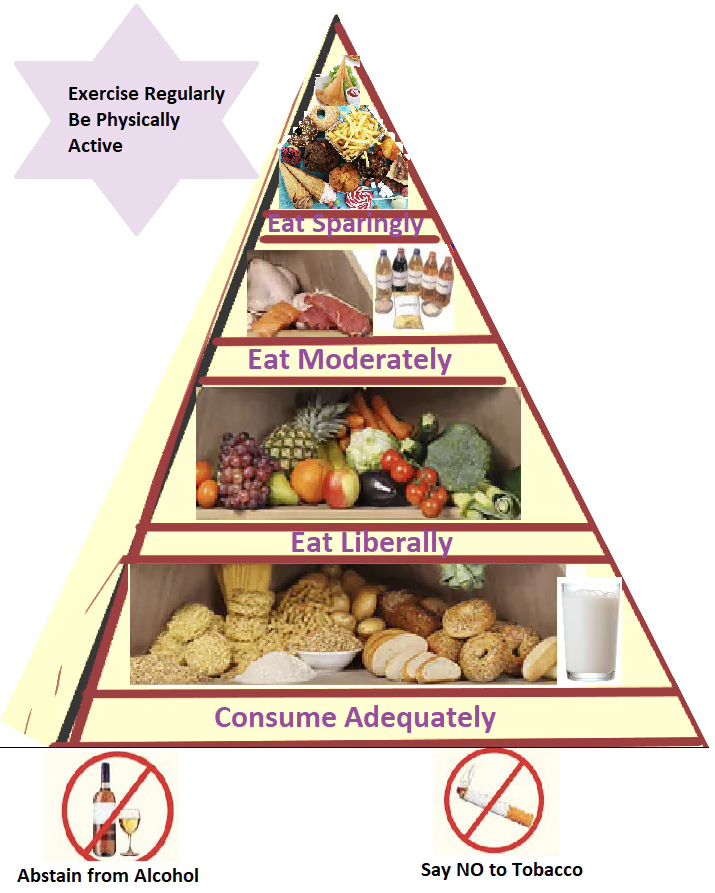 Exercise Regularly
Be Physically
Active
Eat Sparingly
Eat Moderately
Eat Liberally
Consume Adequately
Abstain from Alcohol
Say NO to Tobacco